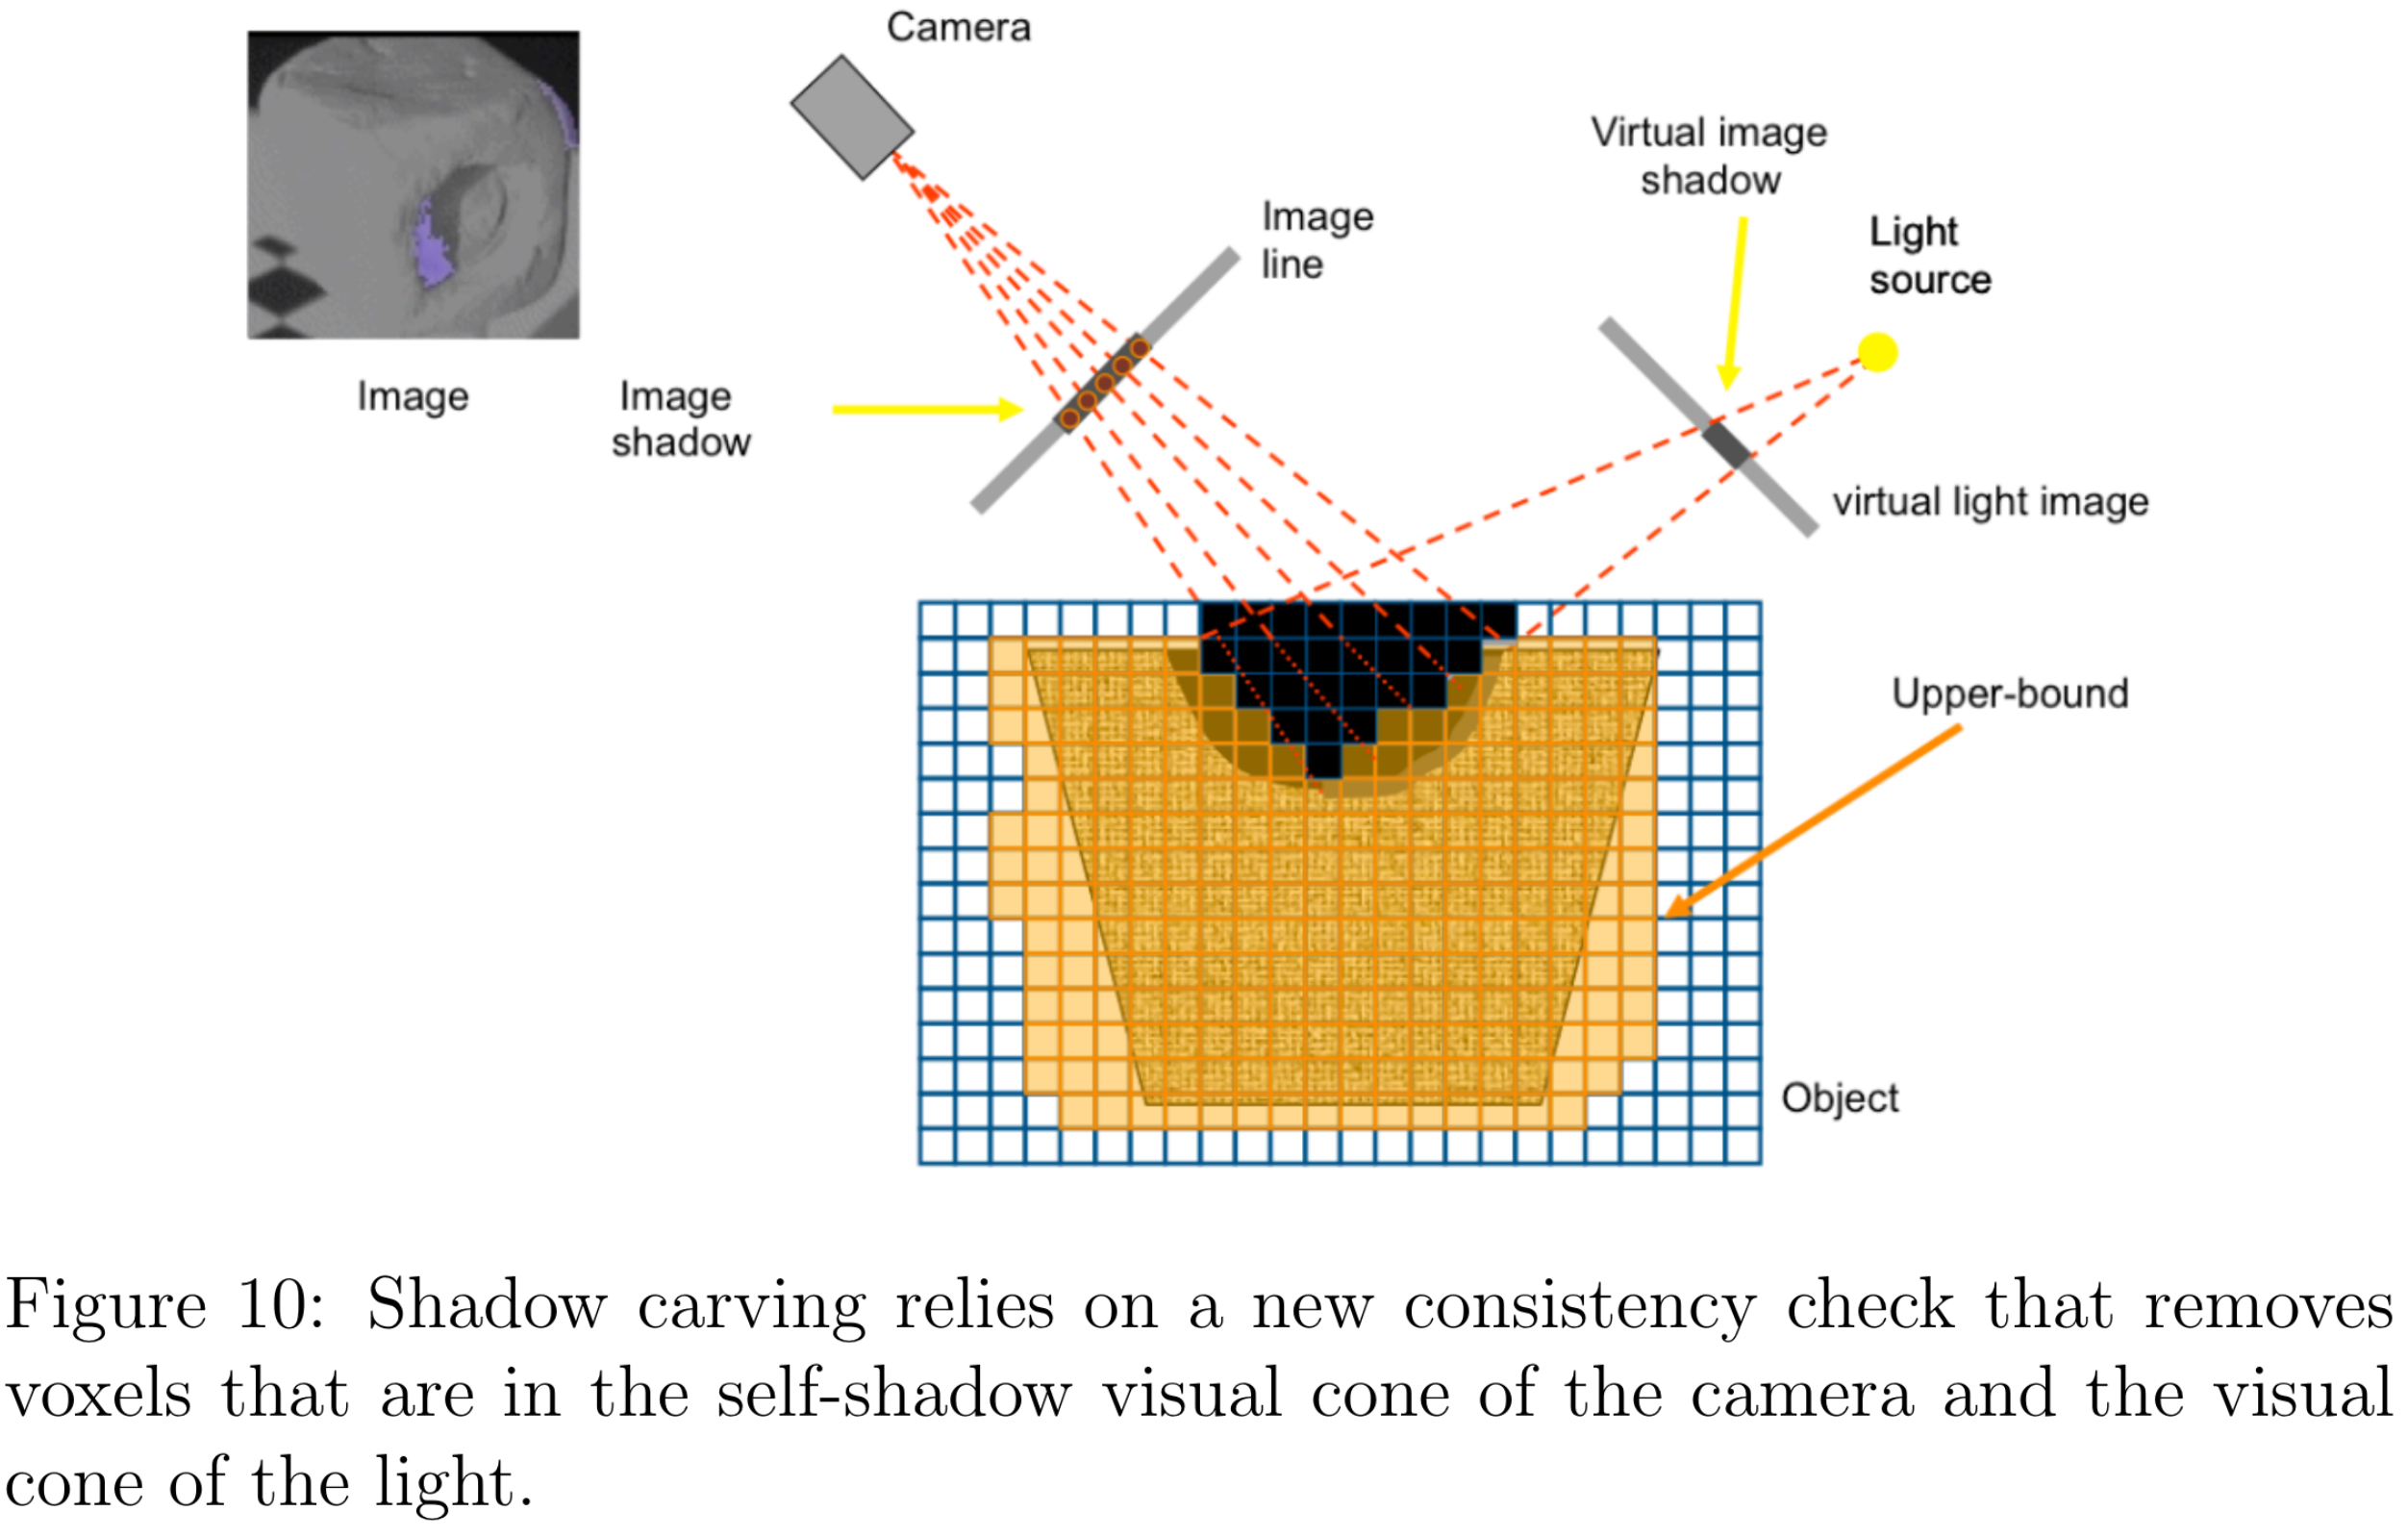 Camera
Virtual image
shadow
Image
line
Light
source
Image
Image
shadow
virtual light image
Upper-bound
Object
Figure 10: Shadow carving relies on a new consistency check that removes
voxels that are in the self-shadow visual cone of the camera and the visual
cone of the light.